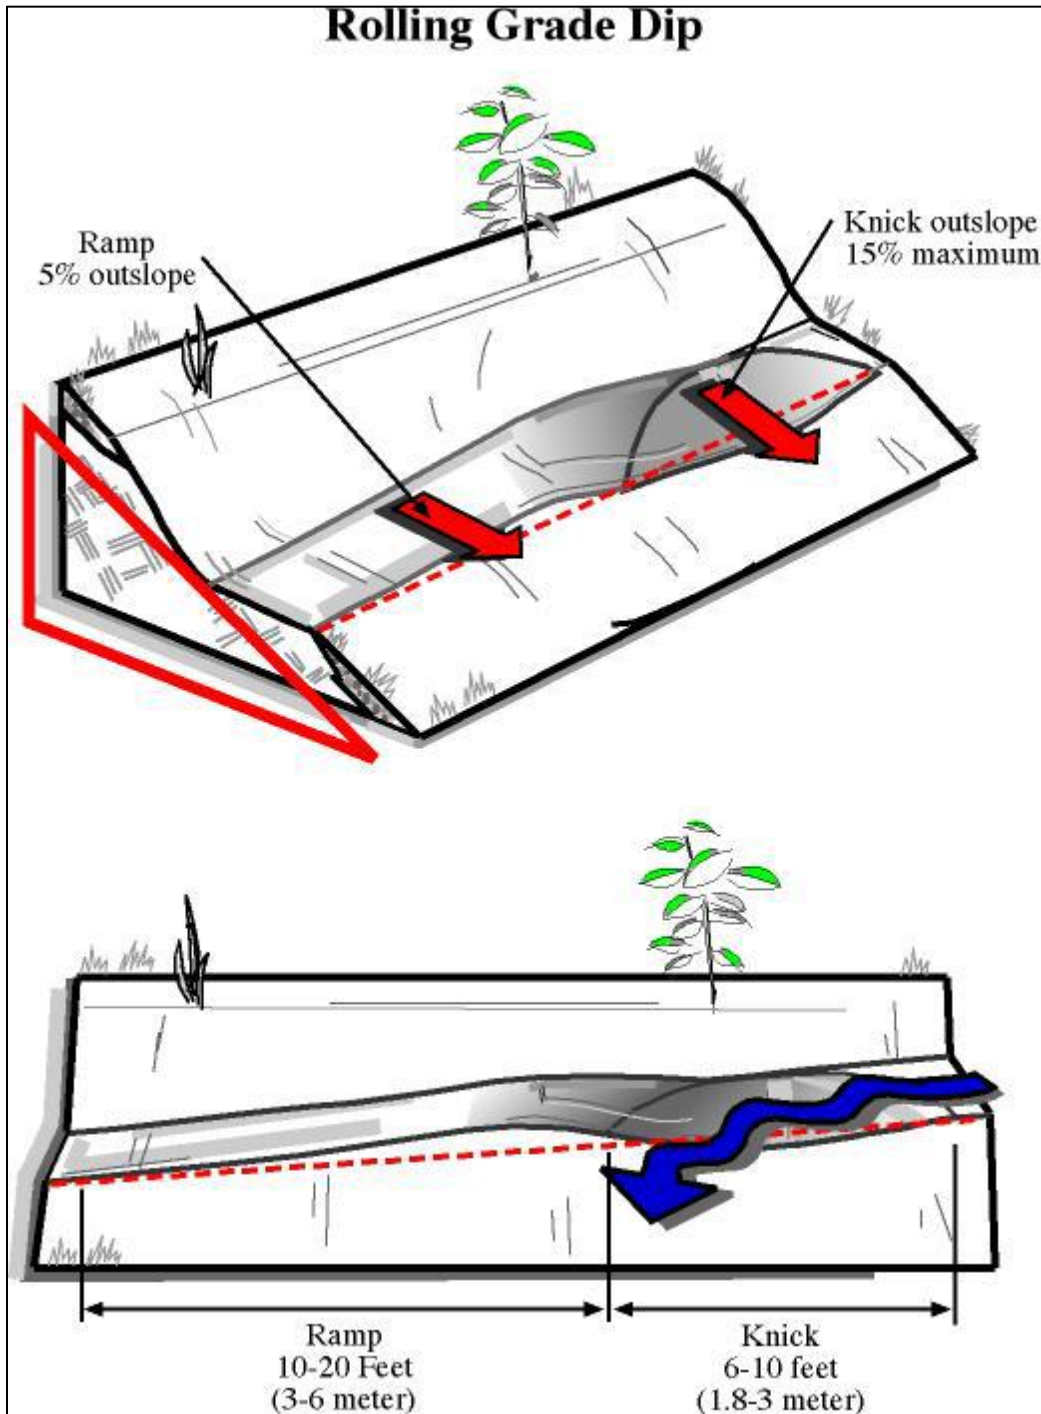 Rolling Grade Dip
Ramp
5% outslope
Knick outslope
15% maximum
Ramp
10-20 Feet
(3-6 meter)
Knick
6-10 feet
(1.8-3 meter)